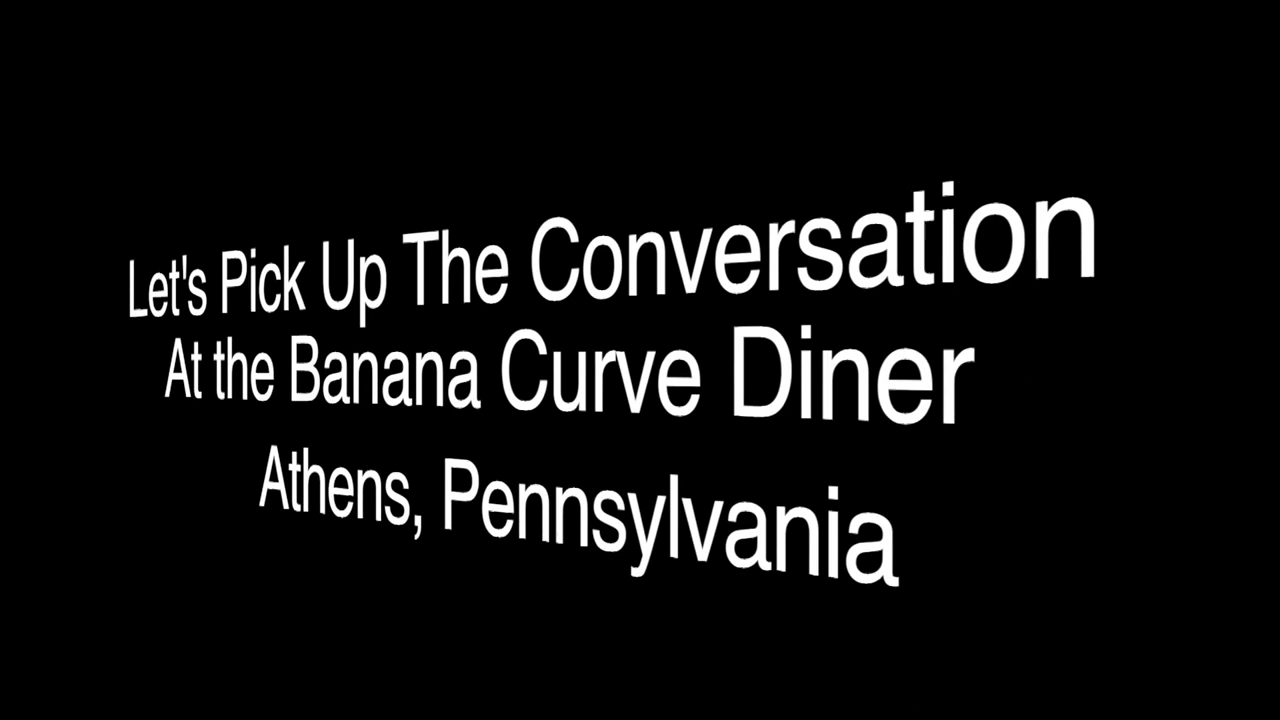 Let's Pick Up The Conversation
At the Banana Curve Diner
Athens, Pennsylvania